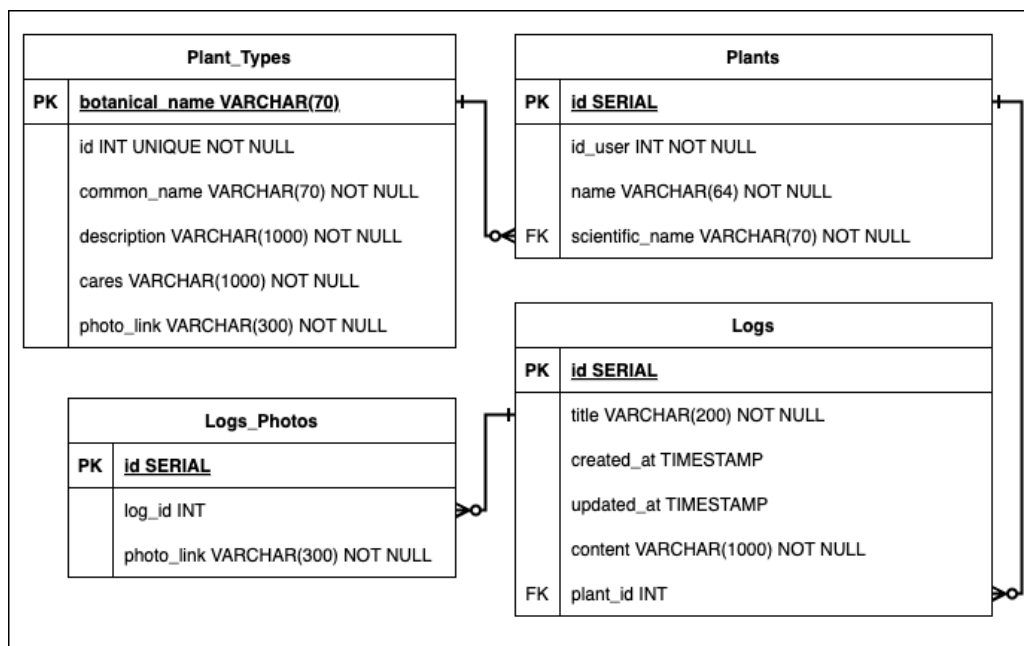 Plant_Types
PK botanical_name VARCHAR(70)
id INT UNIQUE NOT NULL
common_name VARCHAR(70) NOT NULL
description VARCHAR(1000) NOT NULL
cares VARCHAR(1000) NOT NULL
photo_link VARCHAR(300) NOT NULL
Plants
PK id SERIAL
id_user INT NOT NULL
name VARCHAR(64) NOT NULL
FK scientific_name VARCHAR(70) NOT NULL
Logs_Photos
PK id SERIAL
log_id INT
photo_link VARCHAR(300) NOT NULL
Logs
PK id SERIAL
title VARCHAR(200) NOT NULL
created_at TIMESTAMP
updated_at TIMESTAMP
content VARCHAR(1000) NOT NULL
FK plant_id INT